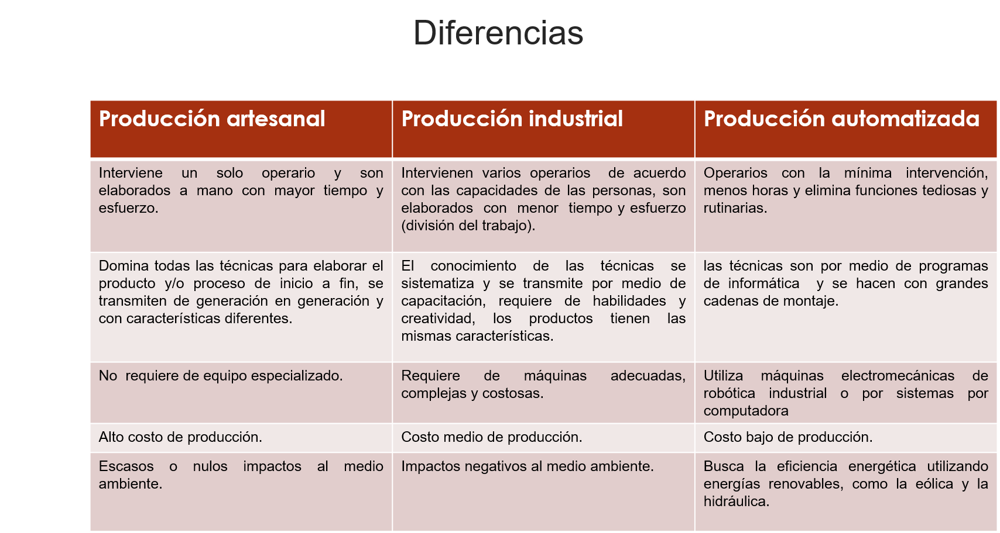 Diferencias
Producción artesanal
Producción industrial
Producción automatizada
Interviene un solo operario y son
elaborados a mano con mayor tiempo y
esfuerzo.
Intervienen varios operarios de acuerdo
con las capacidades de las personas, son
elaborados con menor tiempo y esfuerzo
(división del trabajo).
Operarios con la mínima intervención,
menos horas y elimina funciones tediosas y
rutinarias.
Domina todas las técnicas para elaborar el
producto y/o proceso de inicio a fin, se
transmiten de generación en generación y
con características diferentes.
El conocimiento de las técnicas se
sistematiza y se transmite por medio de
capacitación, requiere de habilidades y
creatividad, los productos tienen las
mismas características.
las técnicas son por medio de programas
de informática y se hacen con grandes
cadenas de montaje.
No requiere de equipo especializado.
Requiere de máquinas adecuadas,
complejas y costosas.
Utiliza máquinas electromecánicas de
robótica industrial o por sistemas por
computadora
Alto costo de producción.
Costo medio de producción.
Costo bajo de producción.
Escasos o nulos impactos al medio
ambiente.
Impactos negativos al medio ambiente.
Busca la eficiencia energética utilizando
energías renovables, como la eólica y la
hidráulica.